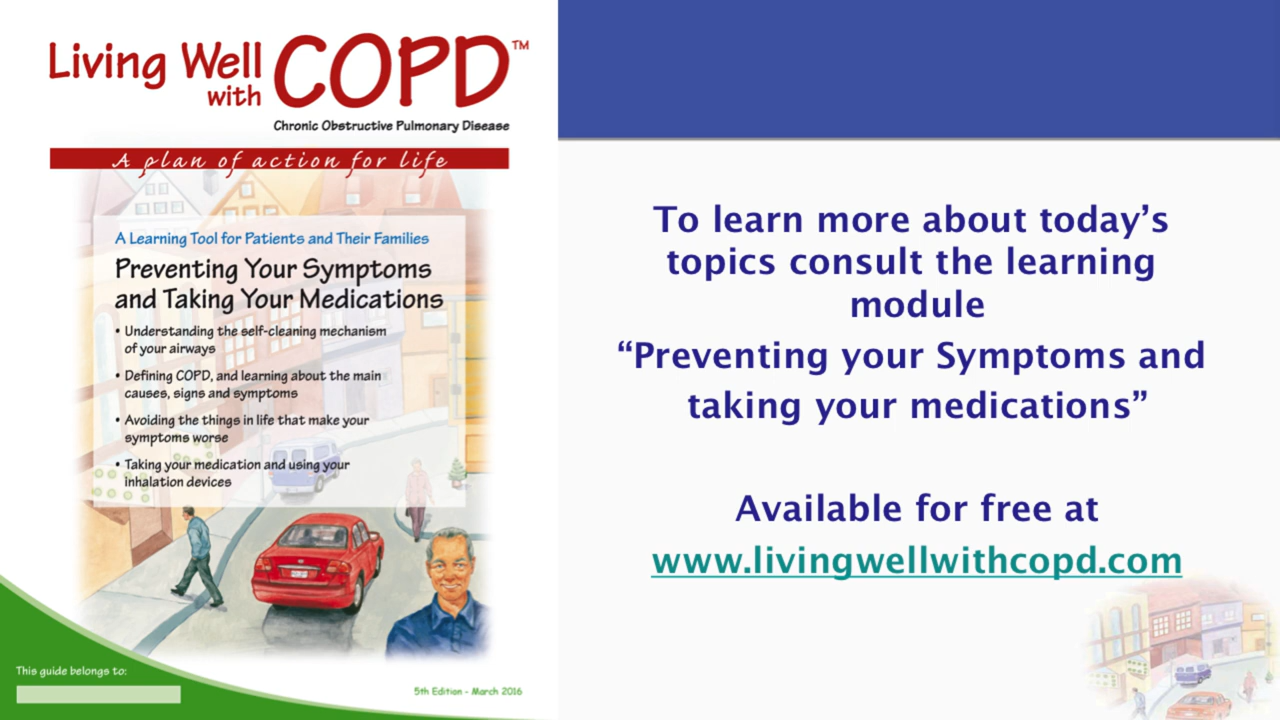 Living Well
with COPD™
Chronic Obstructive Pulmonary Disease
A plan of action for life
A Learning Tool for Patients and Their Families
Preventing Your Symptoms
and Taking Your Medications
• Understanding the self-cleaning mechanism
of your airways
• Defining COPD, and learning about the main
causes, signs and symptoms
• Avoiding the things in life that make your
symptoms worse
• Taking your medication and using your
inhalation devices
This guide belongs to:
5th Edition - March 2016
To learn more about today’s
topics consult the learning
module
“Preventing your Symptoms and
taking your medications”
Available for free at
www.livingwellwithcopd.com